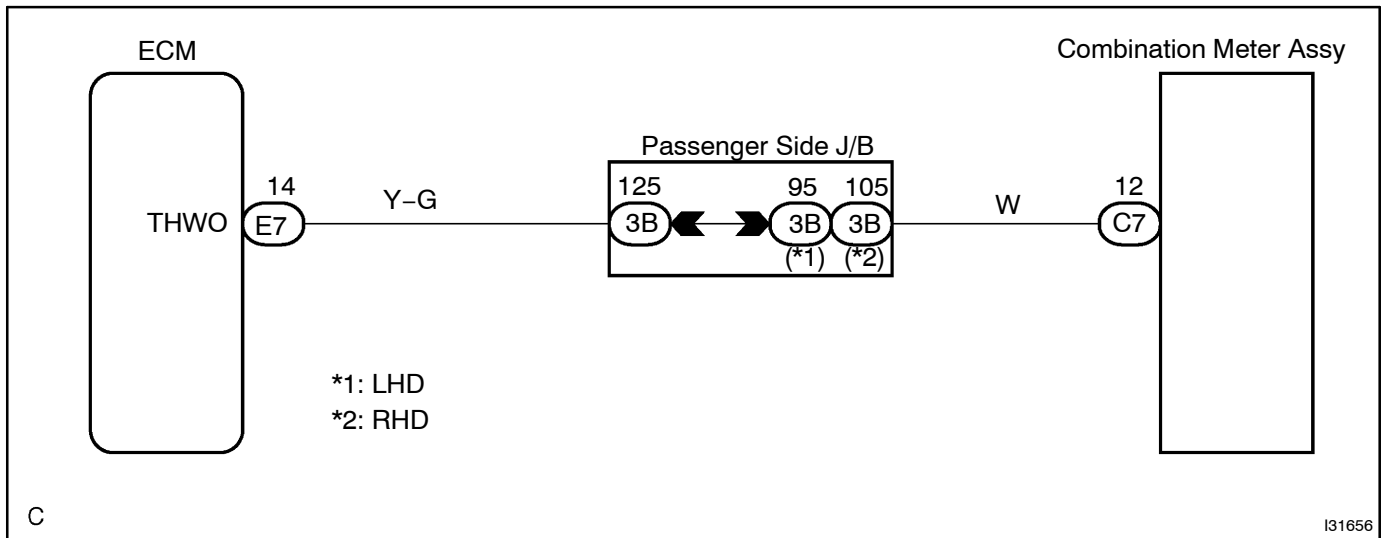 ECM
Combination Meter Assy
Passenger Side J/B
14
Y–G
125
95
105
W
12
THWO
E7
3B
3B
3B
C7
(*1)
(*2)
*1: LHD
*2: RHD
C
I31656